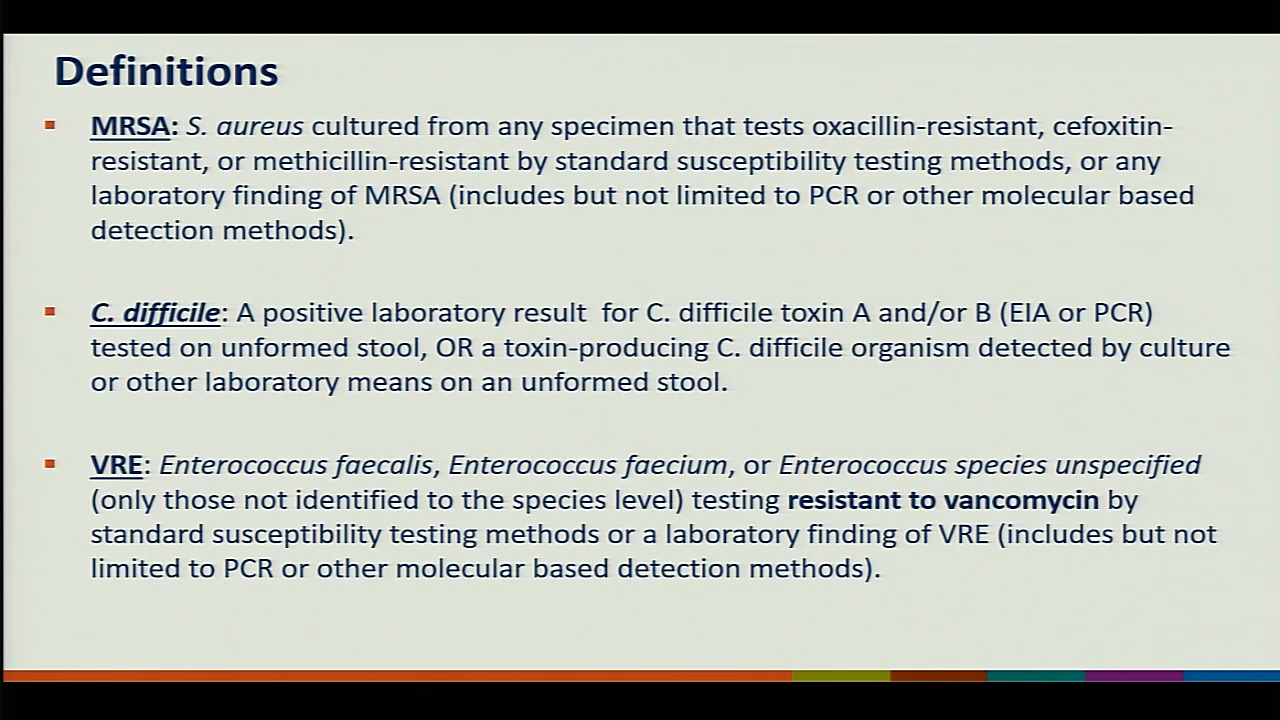 Definitions
MRSA: S. aureus cultured from any specimen that tests oxacillin-resistant, cefoxitin-
resistant, or methicillin-resistant by standard susceptibility testing methods, or any
laboratory finding of MRSA (includes but not limited to PCR or other molecular based
detection methods).
C. difficile: A positive laboratory result for C. difficile toxin A and/or B (EIA or PCR)
tested on unformed stool, OR a toxin-producing C. difficile organism detected by culture
or other laboratory means on an unformed stool.
VRE: Enterococcus faecalis, Enterococcus faecium, or Enterococcus species unspecified
(only those not identified to the species level) testing resistant to vancomycin by
standard susceptibility testing methods or a laboratory finding of VRE (includes but not
limited to PCR or other molecular based detection methods).